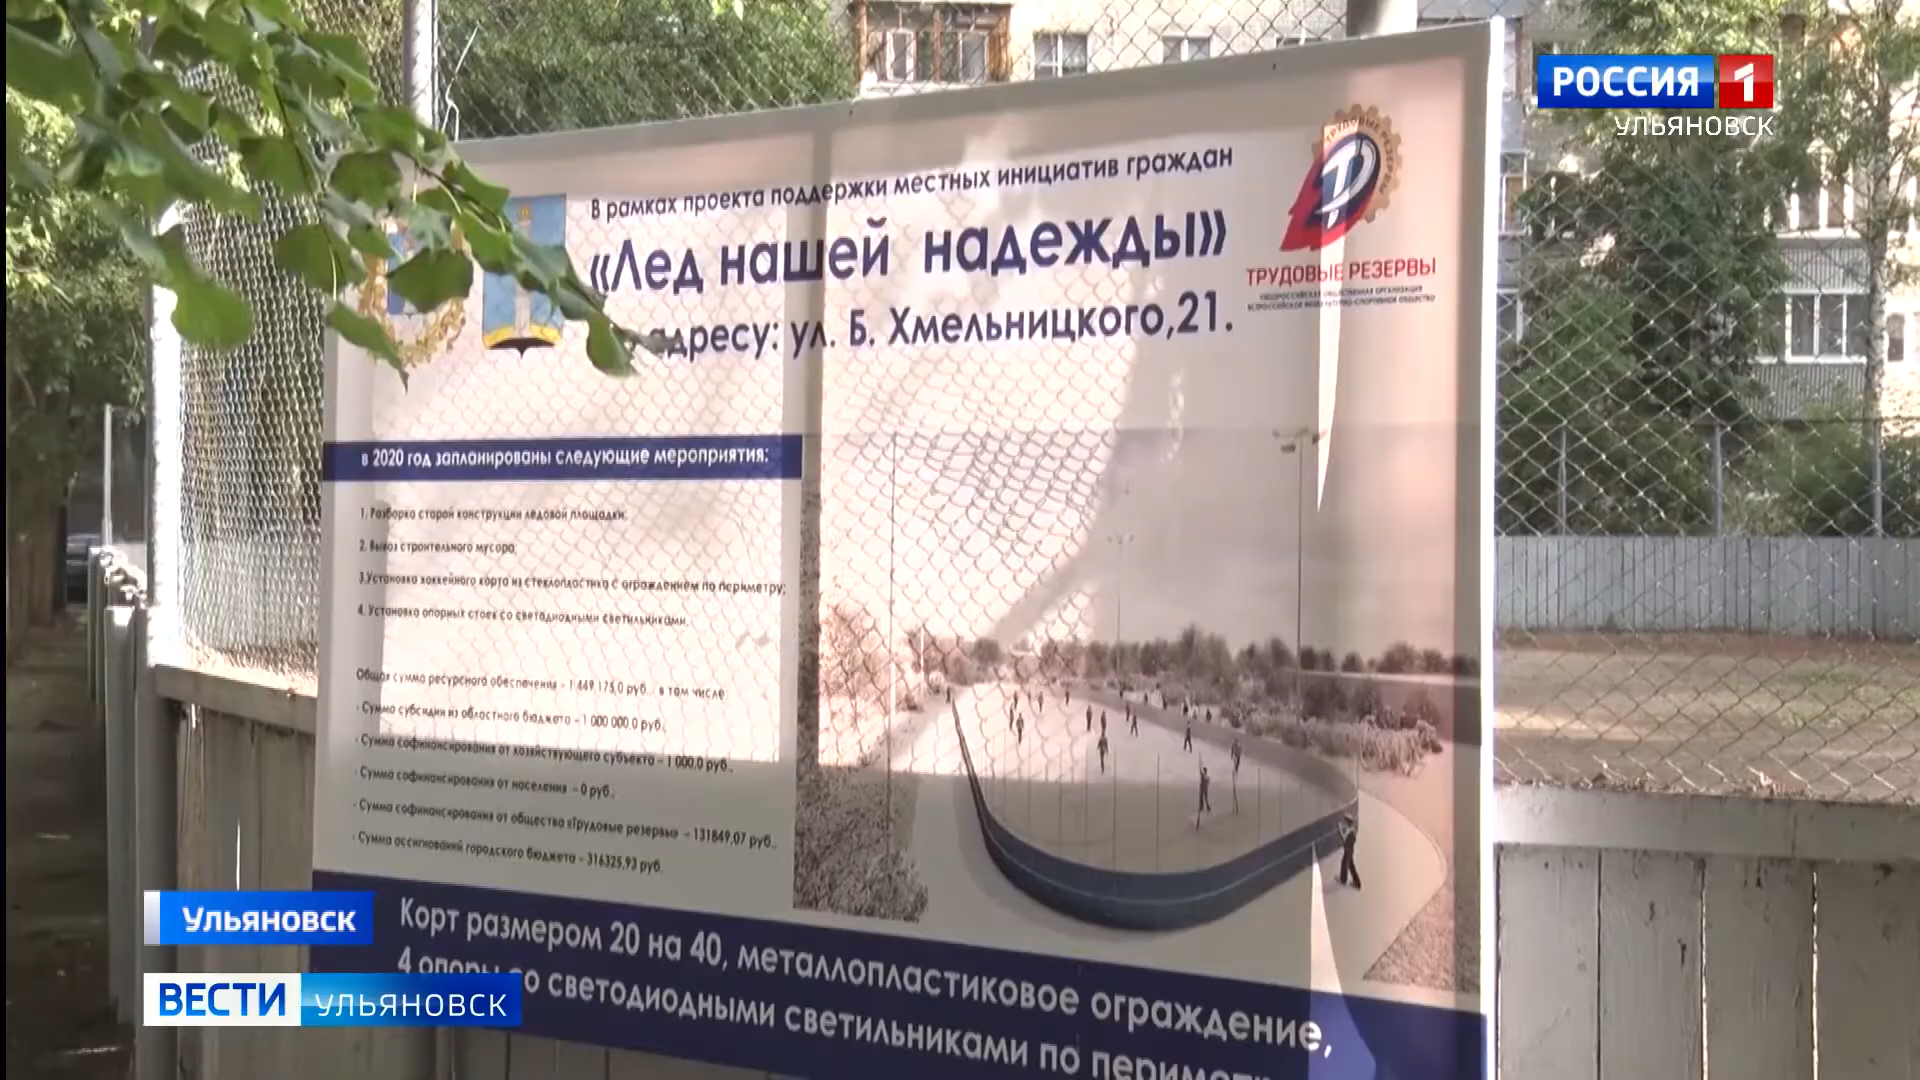 РОССИЯ 1
УЛЬЯНОВСК
В рамках проекта поддержки местных инициатив граждан
«Лед нашей надежды»
адресу: ул. Б. Хмельницкого,21.
ТРУДОВЫЕ РЕЗЕРВЫ
в 2020 год запланированы следующие мероприятия:
1. Разборка старой конструкции ледовой площадки;
2. Вывоз строительного мусора;
3.Установка хоккейного корта из стеклопластика с ограждением по периметру;
4. Установка опорных стоек со светодиодными светильниками.
Общая сумма ресурсного обеспечения – 1 449 175,0 руб., в том числе
- Сумма субсидии из областного бюджета – 1 000 000,0 руб.,
- Сумма софинансирования от хозяйствующего субъекта – 1 000,0 руб.,
- Сумма софинансирования от населения – 0 руб.,
- Сумма софинансирования от общества «Трудовые резервы» – 131849,07 руб.,
- Сумма ассигнований городского бюджета – 316325,93 руб.
Корт размером 20 на 40, металлопластиковое ограждение,
4 опоры со светодиодными светильниками по
Ульяновск
ВЕСТИ УЛЬЯНОВСК